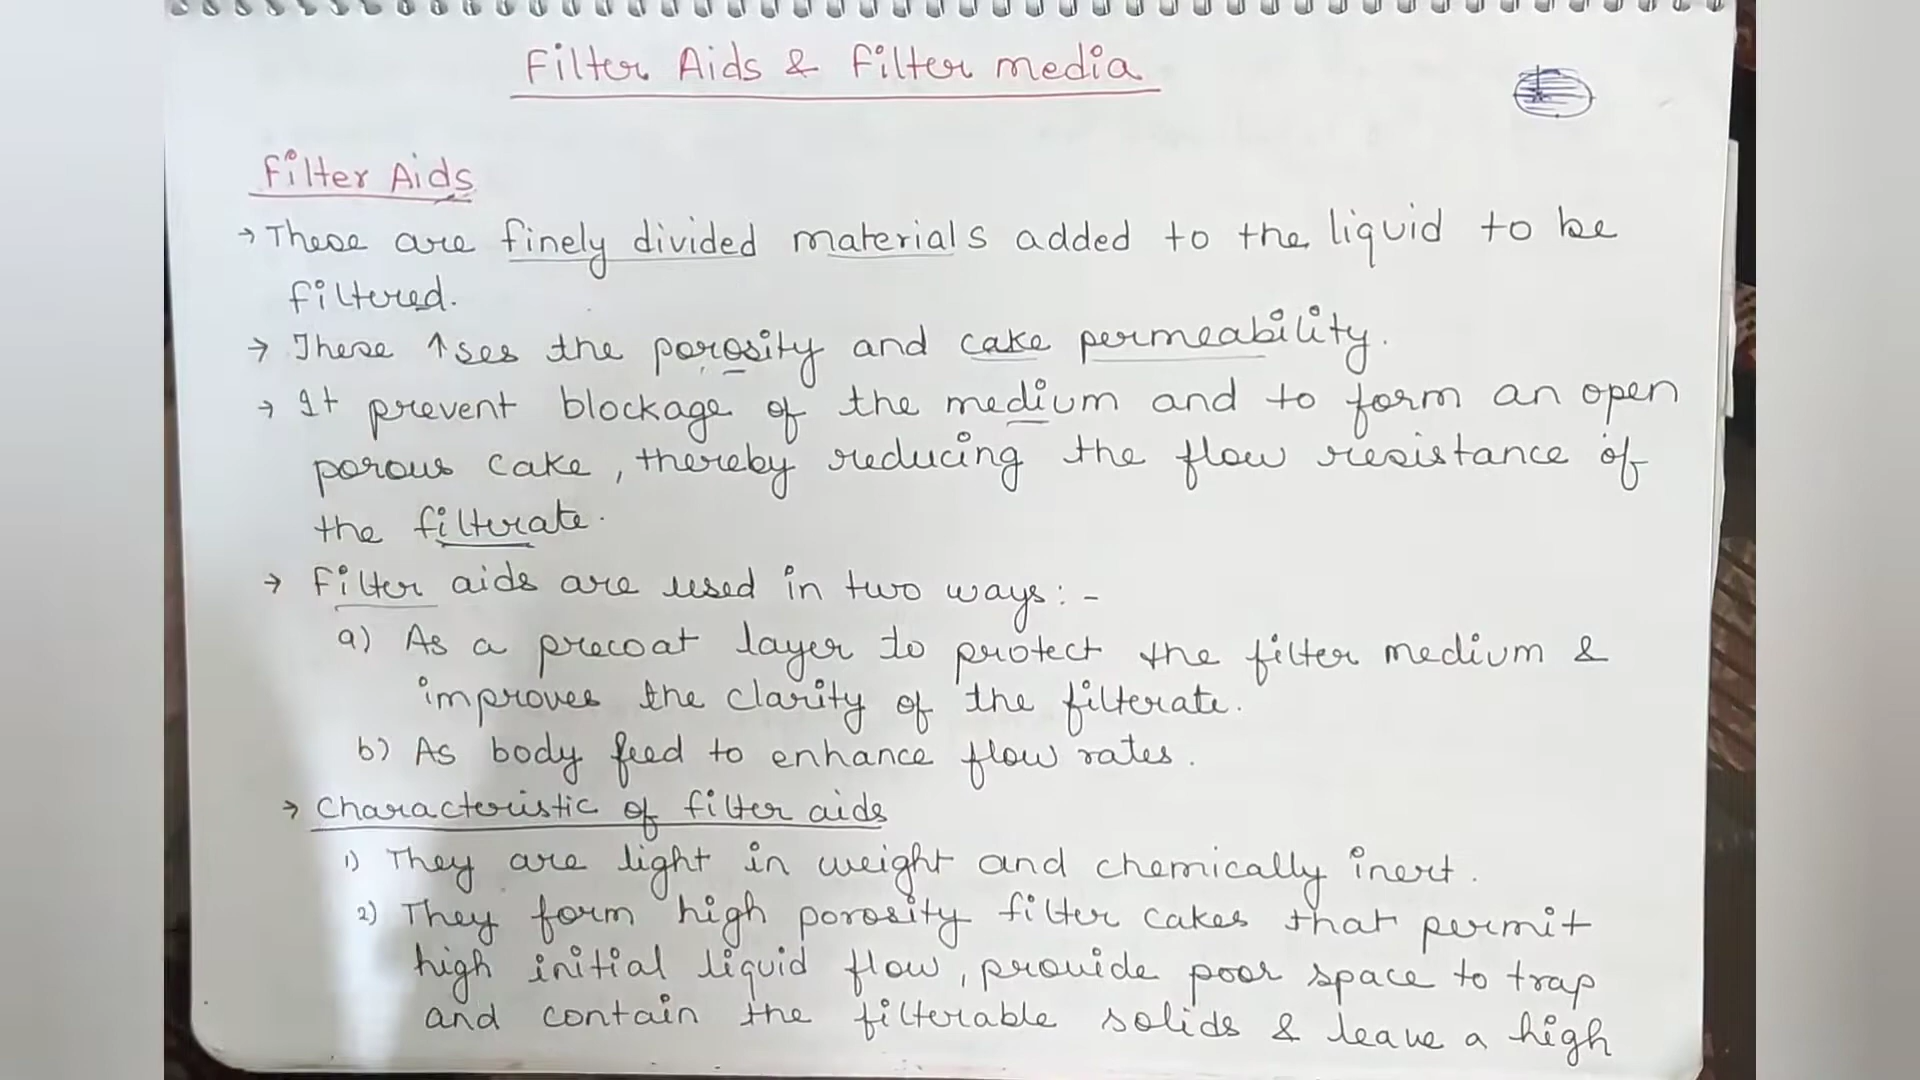 Filter Aids & Filter media
Filter Aids
→ These are finely divided materials added to the liquid to be
filtered.
→ These ↑ses the porosity and cake permeability.
→ It prevent blockage of the medium and to form an open
porous cake, thereby reducing the flow resistance of
the filterate.
→ Filter aids are used in two ways:-
a) As a precoat layer to protect the filter medium &
improves the clarity of the filterate.
b) As body feed to enhance flow rates.
→ Characteristic of filter aids
1) They are light in weight and chemically inert.
2) They form high porosity filter cakes that permit
high initial liquid flow, provide poor space to trap
and contain the filterable solids & leave a high